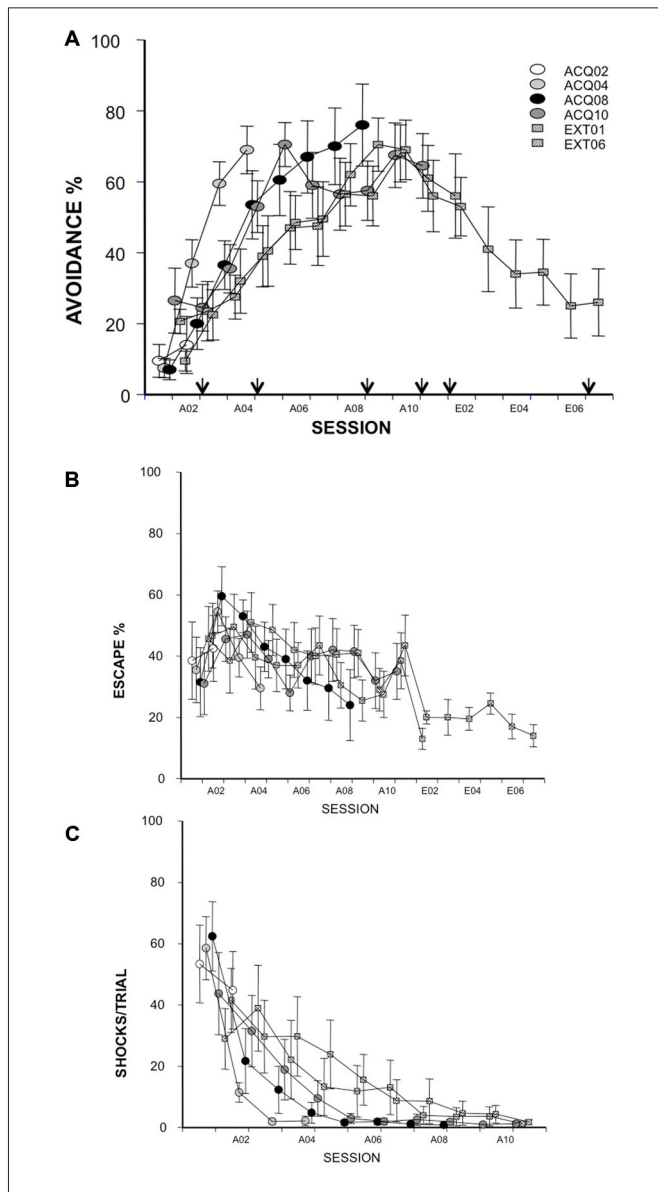 A
100
80
60
40
20
0
AVOIDANCE %
ACQ02
ACQ04
ACQ08
ACQ10
EXT01
EXT06
A02 A04 A06 A08 A10 E02 E04 E06
SESSION
B
100
80
60
40
20
0
ESCAPE %
A02 A04 A06 A08 A10 E02 E04 E06
SESSION
C
100
80
60
40
20
0
SHOCKS/TRIAL
A02 A04 A06 A08 A10
SESSION